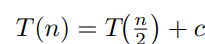 T(n) = T(n/2) + c